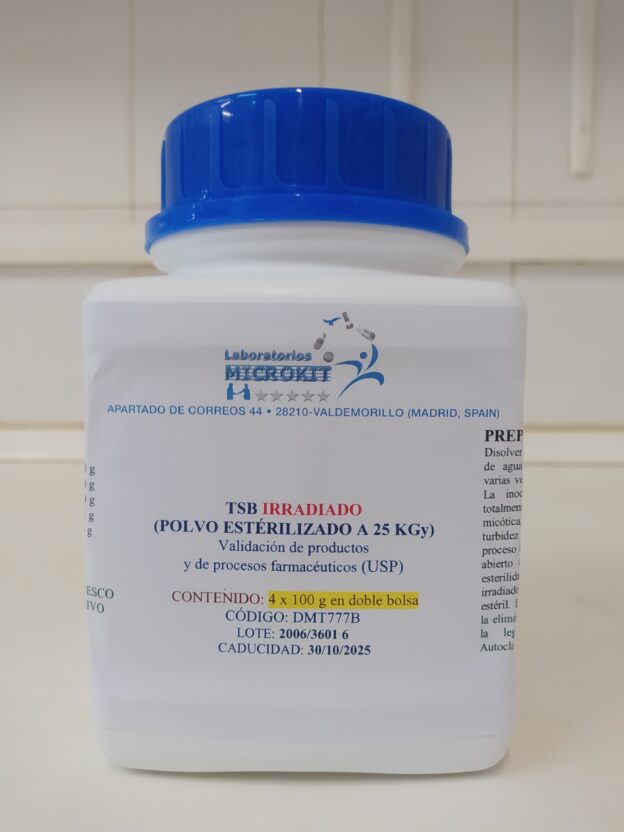 Laboratorios
MICROKIT
APARTADO DE CORREOS 44 • 28210-VALDEMORILLO (MADRID, SPAIN)
g
g
g
g
g
ESCO
IVO
TSB IRRADIADO
(POLVO ESTÉRILIZADO A 25 KGy)
Validación de productos
y de procesos farmacéuticos (USP)
CONTENIDO: 4 x 100 g en doble bolsa
CÓDIGO: DMT777B
LOTE: 2006/3601 6
CADUCIDAD: 30/10/2025
PREP
Disolver
de agua
varias ve
La inoc
totalmen
micótica
turbidez
proceso
abierto
esterilida
irradiado
estéril.
la elimi
la leg
Autocla